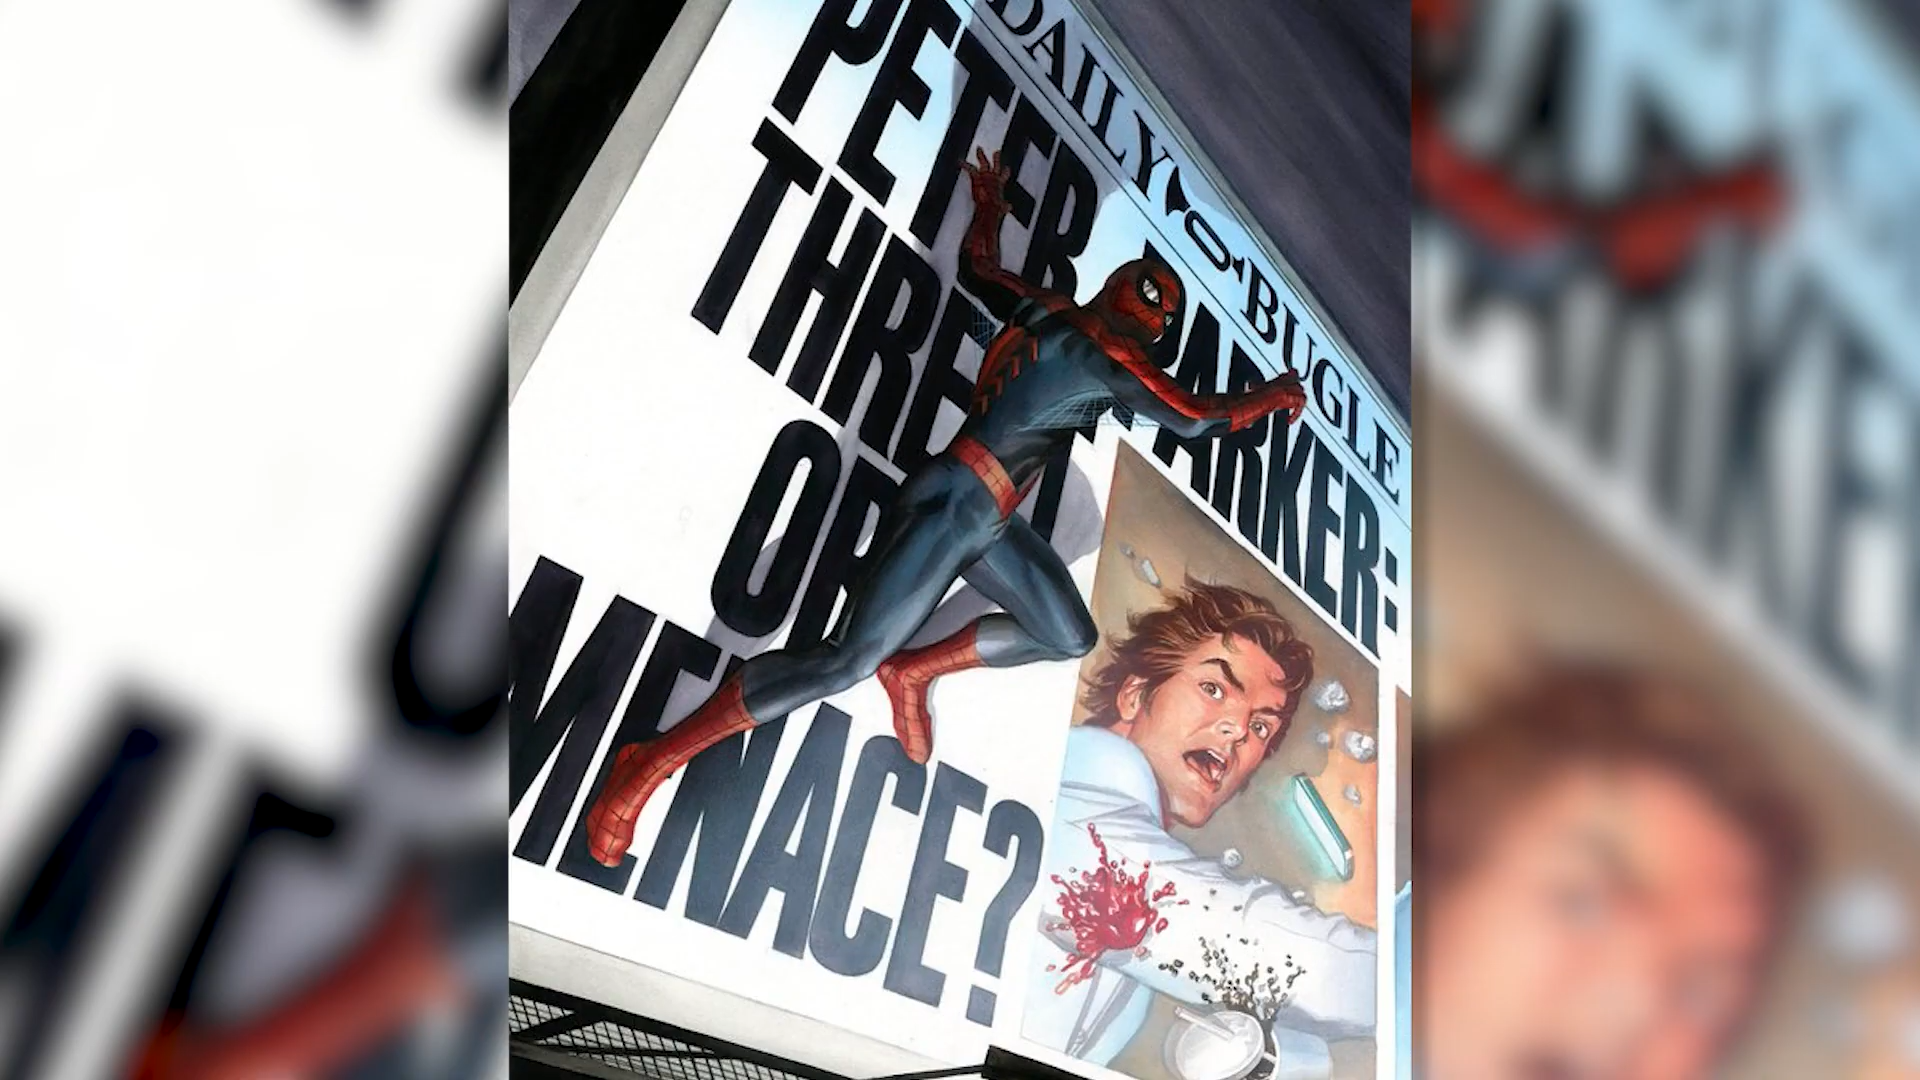 DAILY BUGLE
PETER PARKER:
THREAT
OR
MENACE?